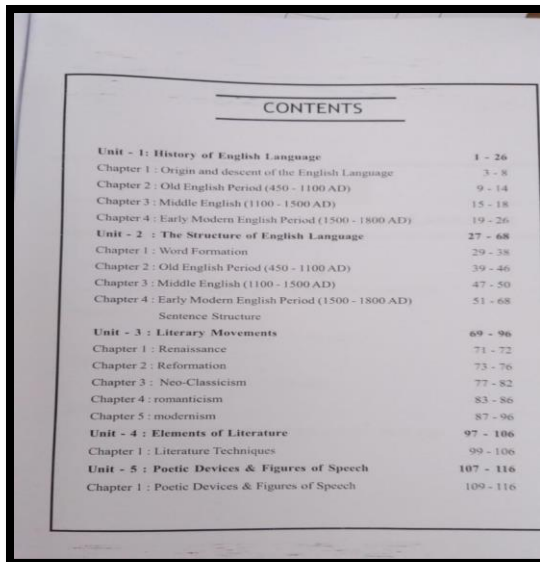 CONTENTS
Unit - 1: History of English Language 1 - 26
Chapter 1 : Origin and descent of the English Language 3 - 8
Chapter 2 : Old English Period (450 - 1100 AD) 9 - 14
Chapter 3 : Middle English (1100 - 1500 AD) 15 - 18
Chapter 4 : Early Modern English Period (1500 - 1800 AD) 19 - 26
Unit - 2 : The Structure of English Language 27 - 68
Chapter 1 : Word Formation 29 - 38
Chapter 2 : Old English Period (450 - 1100 AD) 39 - 46
Chapter 3 : Middle English (1100 - 1500 AD) 47 - 50
Chapter 4 : Early Modern English Period (1500 - 1800 AD) 51 - 68
Sentence Structure
Unit - 3 : Literary Movements 69 - 96
Chapter 1 : Renaissance 71 - 72
Chapter 2 : Reformation 73 - 76
Chapter 3 : Neo-Classicism 77 - 82
Chapter 4 : romanticism 83 - 86
Chapter 5 : modernism 87 - 96
Unit - 4 : Elements of Literature 97 - 106
Chapter 1 : Literature Techniques 99 - 106
Unit - 5 : Poetic Devices & Figures of Speech 107 - 116
Chapter 1 : Poetic Devices & Figures of Speech 109 - 116